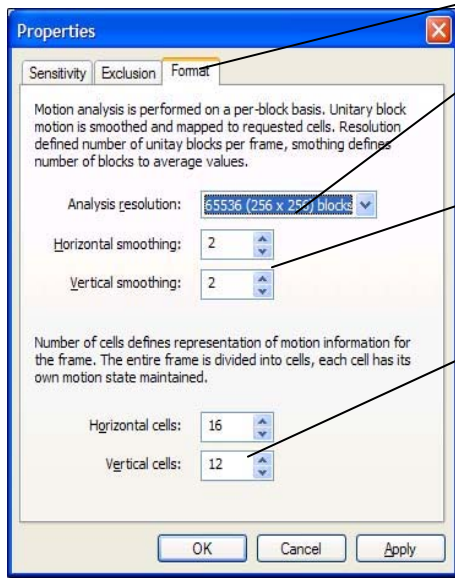 Properties
Sensitivity Exclusion Format
Motion analysis is performed on a per-block basis. Unitary block
motion is smoothed and mapped to requested cells. Resolution
defined number of unitay blocks per frame, smothing defines
number of blocks to average values.
Analysis resolution: 65536 (256 x 256) blocks
Horizontal smoothing: 2
Vertical smoothing: 2
Number of cells defines representation of motion information for
the frame. The entire frame is divided into cells, each cell has its
own motion state maintained.
Horizontal cells: 16
Vertical cells: 12
OK Cancel Apply